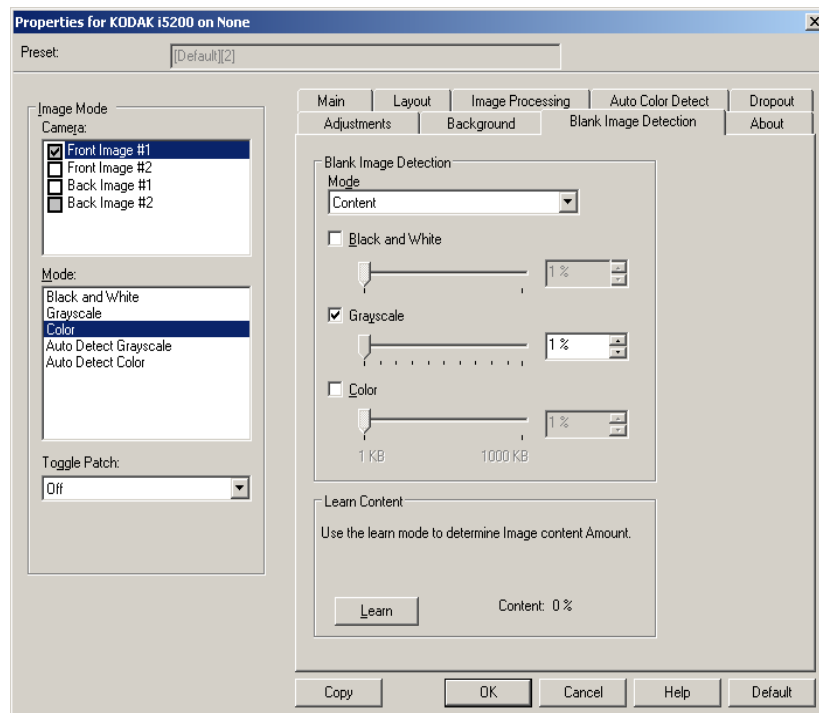 Properties for KODAK i5200 on None
Preset:
[Default][2]
Image Mode
Camera:
Front Image #1
Front Image #2
Back Image #1
Back Image #2
Mode:
Black and White
Grayscale
Color
Auto Detect Grayscale
Auto Detect Color
Toggle Patch:
Off
Main Layout Image Processing Auto Color Detect Dropout
Adjustments Background Blank Image Detection About
Blank Image Detection
Mode
Content
Black and White
1 %
Grayscale
1 %
Color
1 %
1 KB 1000 KB
Learn Content
Use the learn mode to determine Image content Amount.
Learn Content: 0 %
Copy OK Cancel Help Default